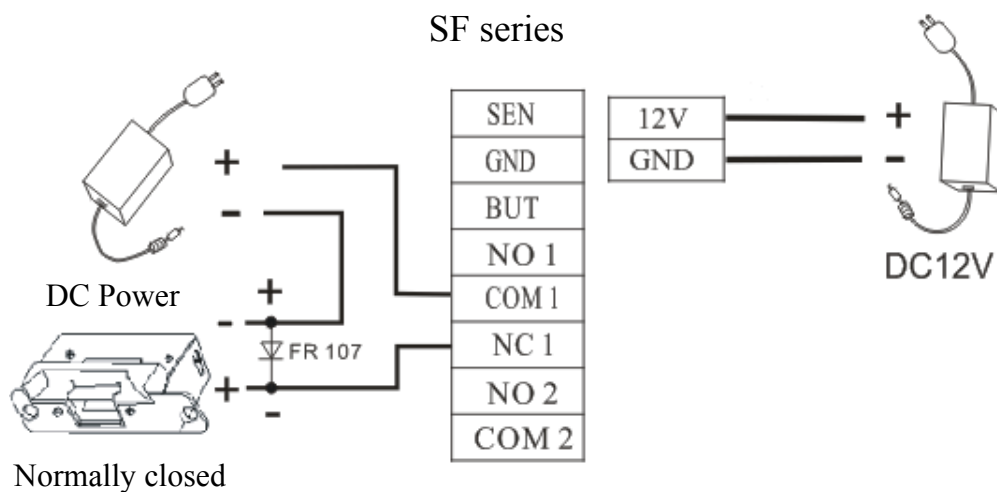 SF series
+
-
DC Power
+
-
FR 107
+
-
Normally closed
SEN
GND
BUT
NO 1
COM 1
NC 1
NO 2
COM 2
12V
GND
+
-
DC12V